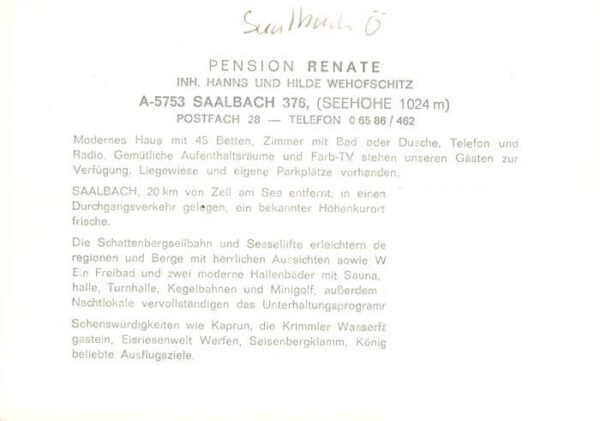 Saalbach Ö
PENSION RENATE
INH. HANNS UND HILDE WEHOFSCHITZ
A-5753 SAALBACH 376, (SEEHÖHE 1024 m)
POSTFACH 28 — TELEFON 0 65 86 / 462
Modernes Haus mit 45 Betten, Zimmer mit Bad oder Dusche, Telefon und
Radio. Gemütliche Aufenthaltsräume und Farb-TV stehen unseren Gästen zur
Verfügung. Liegewiese und eigene Parkplätze vorhanden.
SAALBACH, 20 km von Zell am See entfernt, in einen
Durchgangsverkehr gelegen, ein bekannter Höhenkurort
frische.
Die Schattenbergseilbahn und Sessellifte erleichtern de
regionen und Berge mit herrlichen Aussichten sowie W
Ein Freibad und zwei moderne Hallenbäder mit Sauna,
halle, Turnhalle, Kegelbahnen und Minigolf, außerdem
Nachtlokale vervollständigen das Unterhaltungsprogramr
Sehenswürdigkeiten wie Kaprun, die Krimmler Wasserfä
gastein, Eisriesenwelt Werfen, Seisenbergklamm, König
beliebte Ausflugsziele.